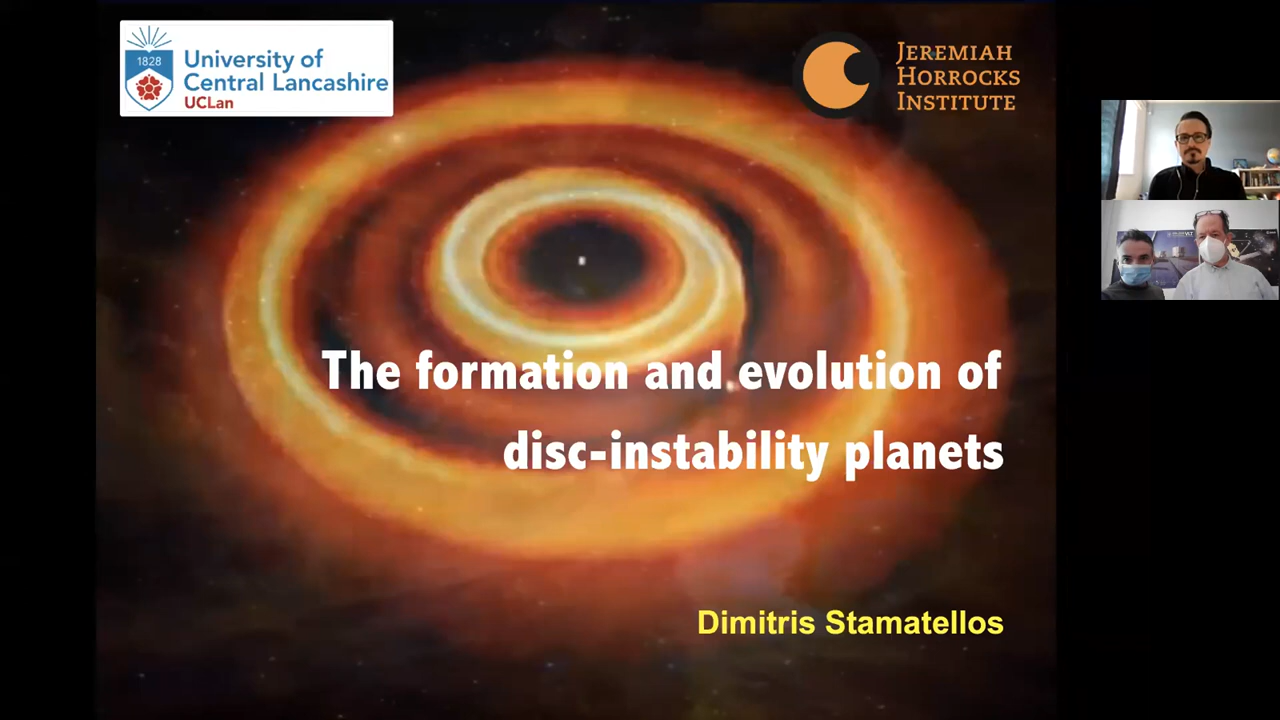 1828
University of
Central Lancashire
UCLan
JEREMIAH
HORROCKS
INSTITUTE
The formation and evolution of
disc-instability planets
Dimitris Stamatellos